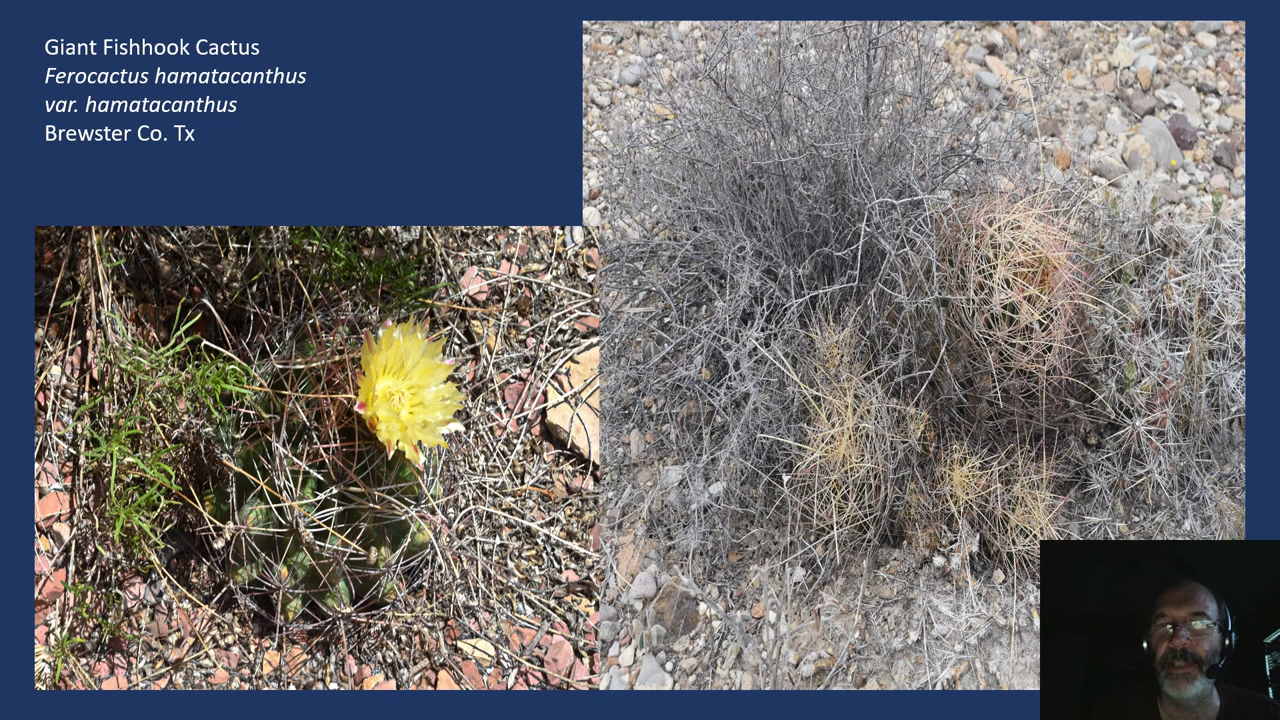 Giant Fishhook Cactus
Ferocactus hamatacanthus
var. hamatacanthus
Brewster Co. Tx